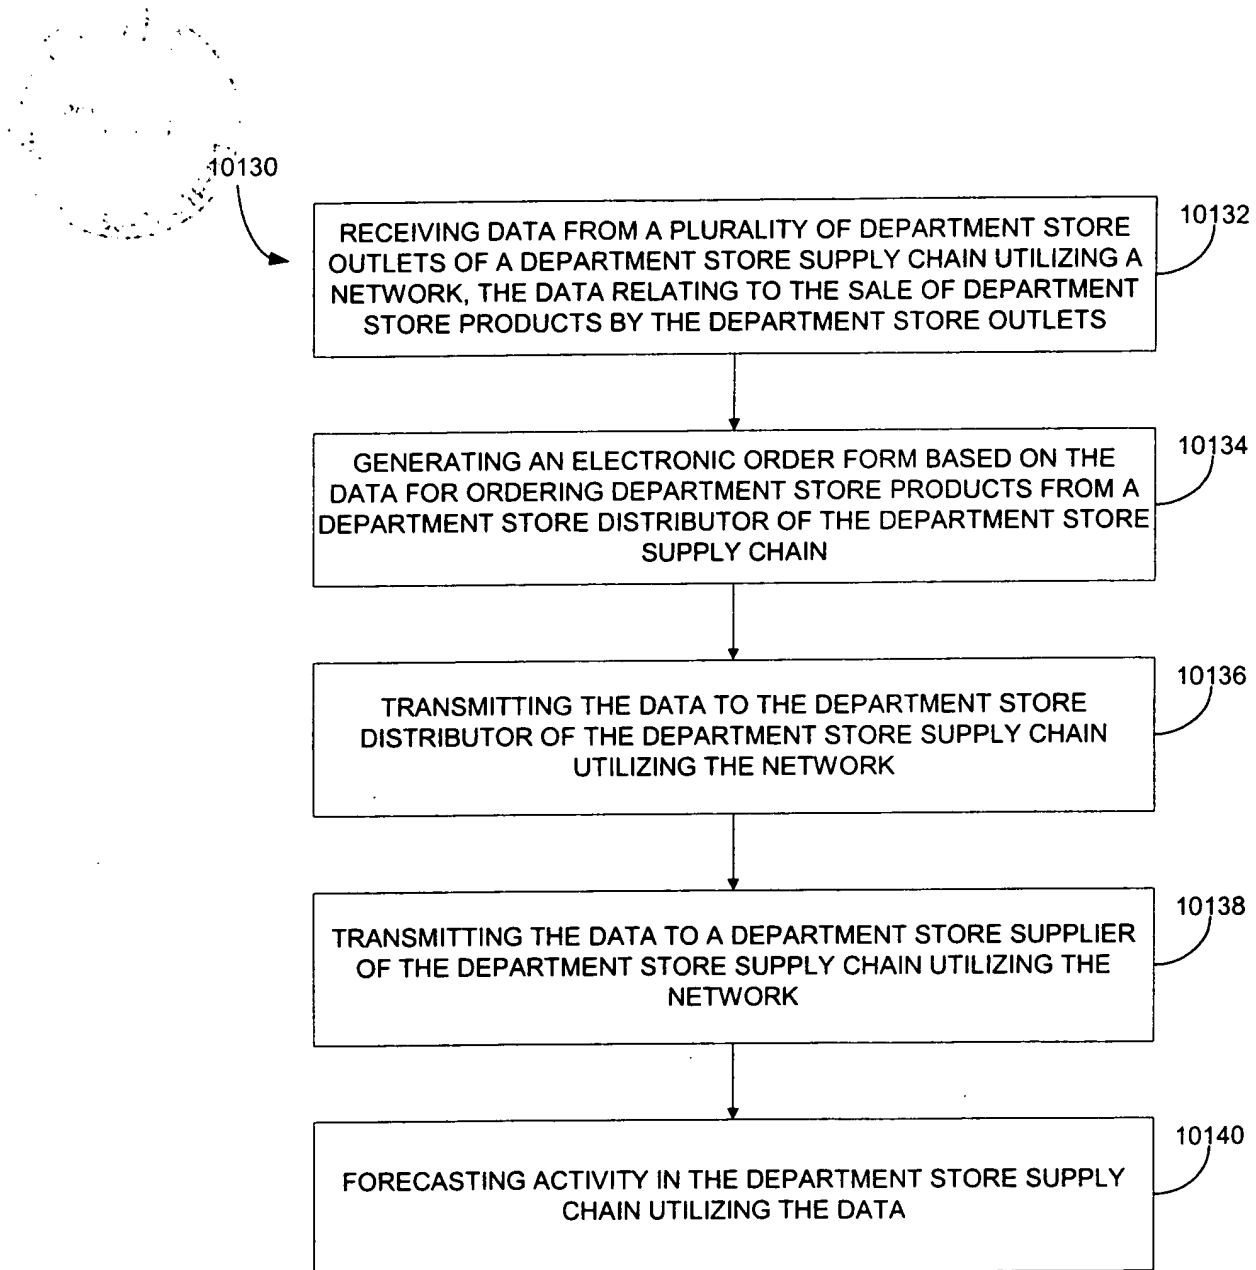 10130
10132
RECEIVING DATA FROM A PLURALITY OF DEPARTMENT STORE
OUTLETS OF A DEPARTMENT STORE SUPPLY CHAIN UTILIZING A
NETWORK, THE DATA RELATING TO THE SALE OF DEPARTMENT
STORE PRODUCTS BY THE DEPARTMENT STORE OUTLETS
10134
GENERATING AN ELECTRONIC ORDER FORM BASED ON THE
DATA FOR ORDERING DEPARTMENT STORE PRODUCTS FROM A
DEPARTMENT STORE DISTRIBUTOR OF THE DEPARTMENT STORE
SUPPLY CHAIN
10136
TRANSMITTING THE DATA TO THE DEPARTMENT STORE
DISTRIBUTOR OF THE DEPARTMENT STORE SUPPLY CHAIN
UTILIZING THE NETWORK
10138
TRANSMITTING THE DATA TO A DEPARTMENT STORE SUPPLIER
OF THE DEPARTMENT STORE SUPPLY CHAIN UTILIZING THE
NETWORK
10140
FORECASTING ACTIVITY IN THE DEPARTMENT STORE SUPPLY
CHAIN UTILIZING THE DATA